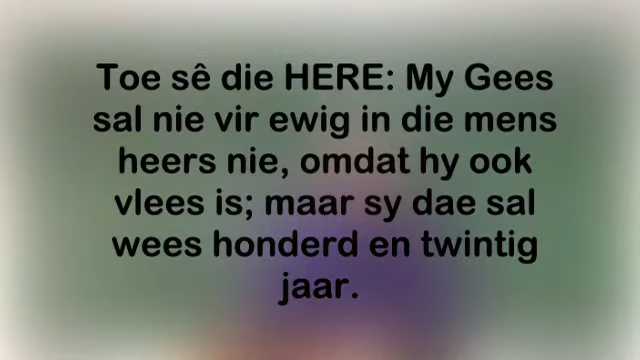 Toe sê die HERE: My Gees
sal nie vir ewig in die mens
heers nie, omdat hy ook
vlees is; maar sy dae sal
wees honderd en twintig
jaar.